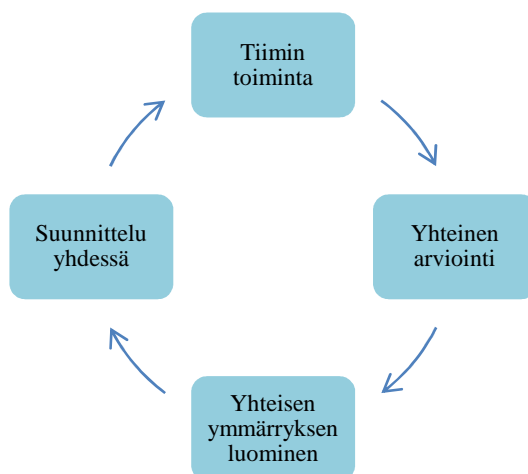 Tiimin
toiminta
Yhteinen
arviointi
Yhteisen
ymmärryksen
luominen
Suunnittelu
yhdessä